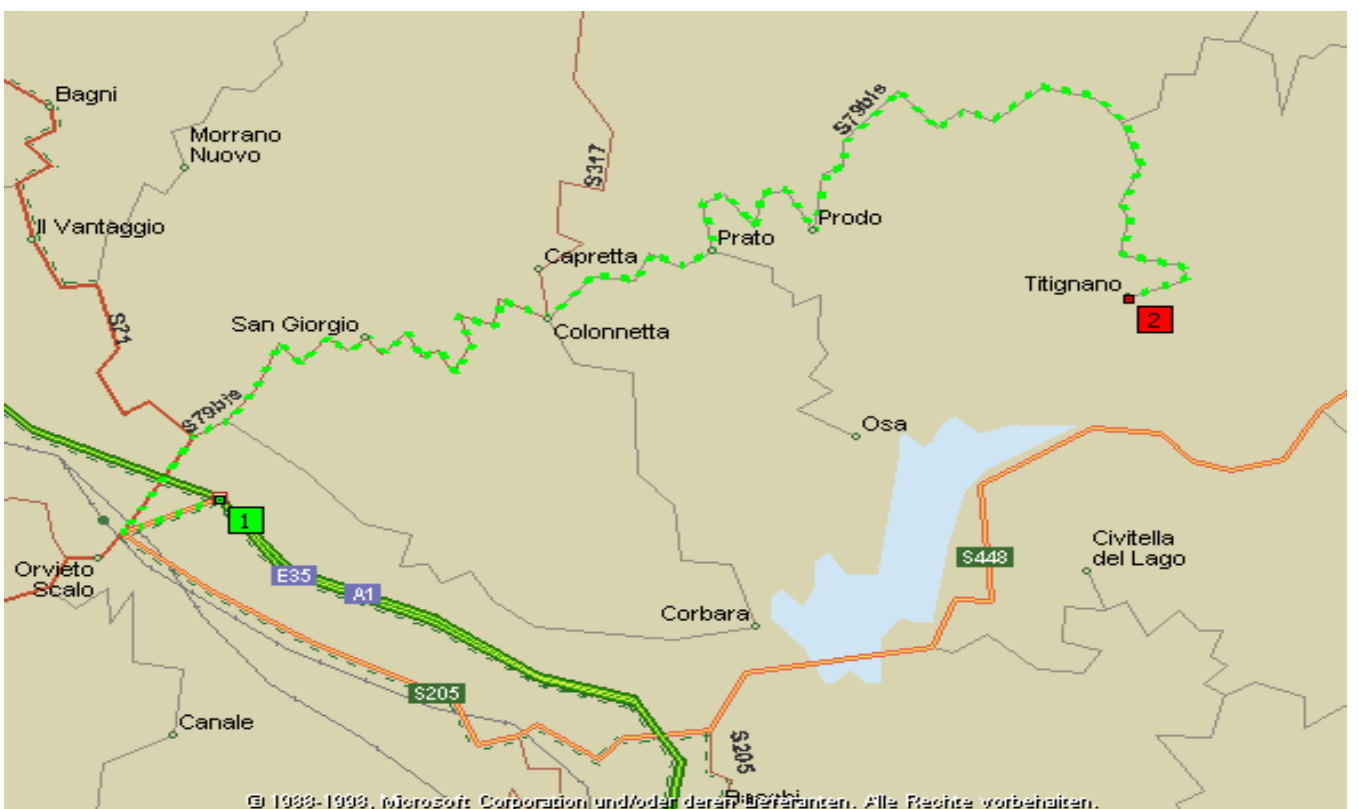 Bagni
Morrano
Nuovo
S79bis
S317
Il Vantaggio
Prodo
Prato
Capretta
Titignano
2
San Giorgio
S71
Colonnetta
S79bis
Osa
1
Orvieto
Scalo
E35
A1
S448
Civitella
del Lago
Corbara
S205
Canale
S205
© 1988-1998, Microsoft Corporation und/oder deren Lieferanten. Alle Rechte vorbehalten.